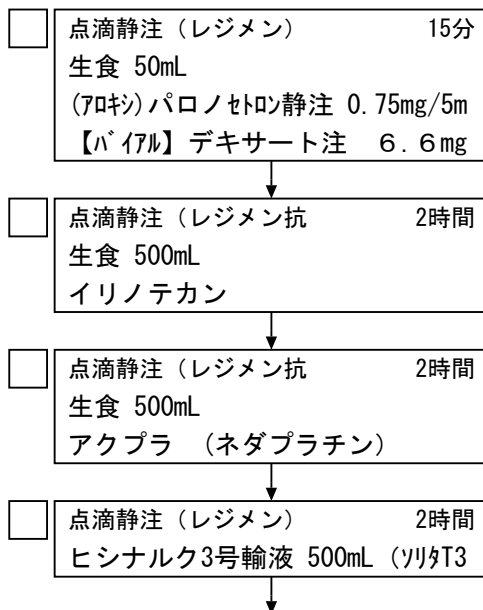 点滴静注（レジメン） 15分
生食 50mL
(アロキシ)パロノセトロン静注 0.75mg/5m
【バイアル】デキサート注 6.6mg
点滴静注（レジメン抗 2時間
生食 500mL
イリノテカン
点滴静注（レジメン抗 2時間
生食 500mL
アクプラ （ネダプラチン）
点滴静注（レジメン） 2時間
ヒシナルク3号輸液 500mL（ソリタT3